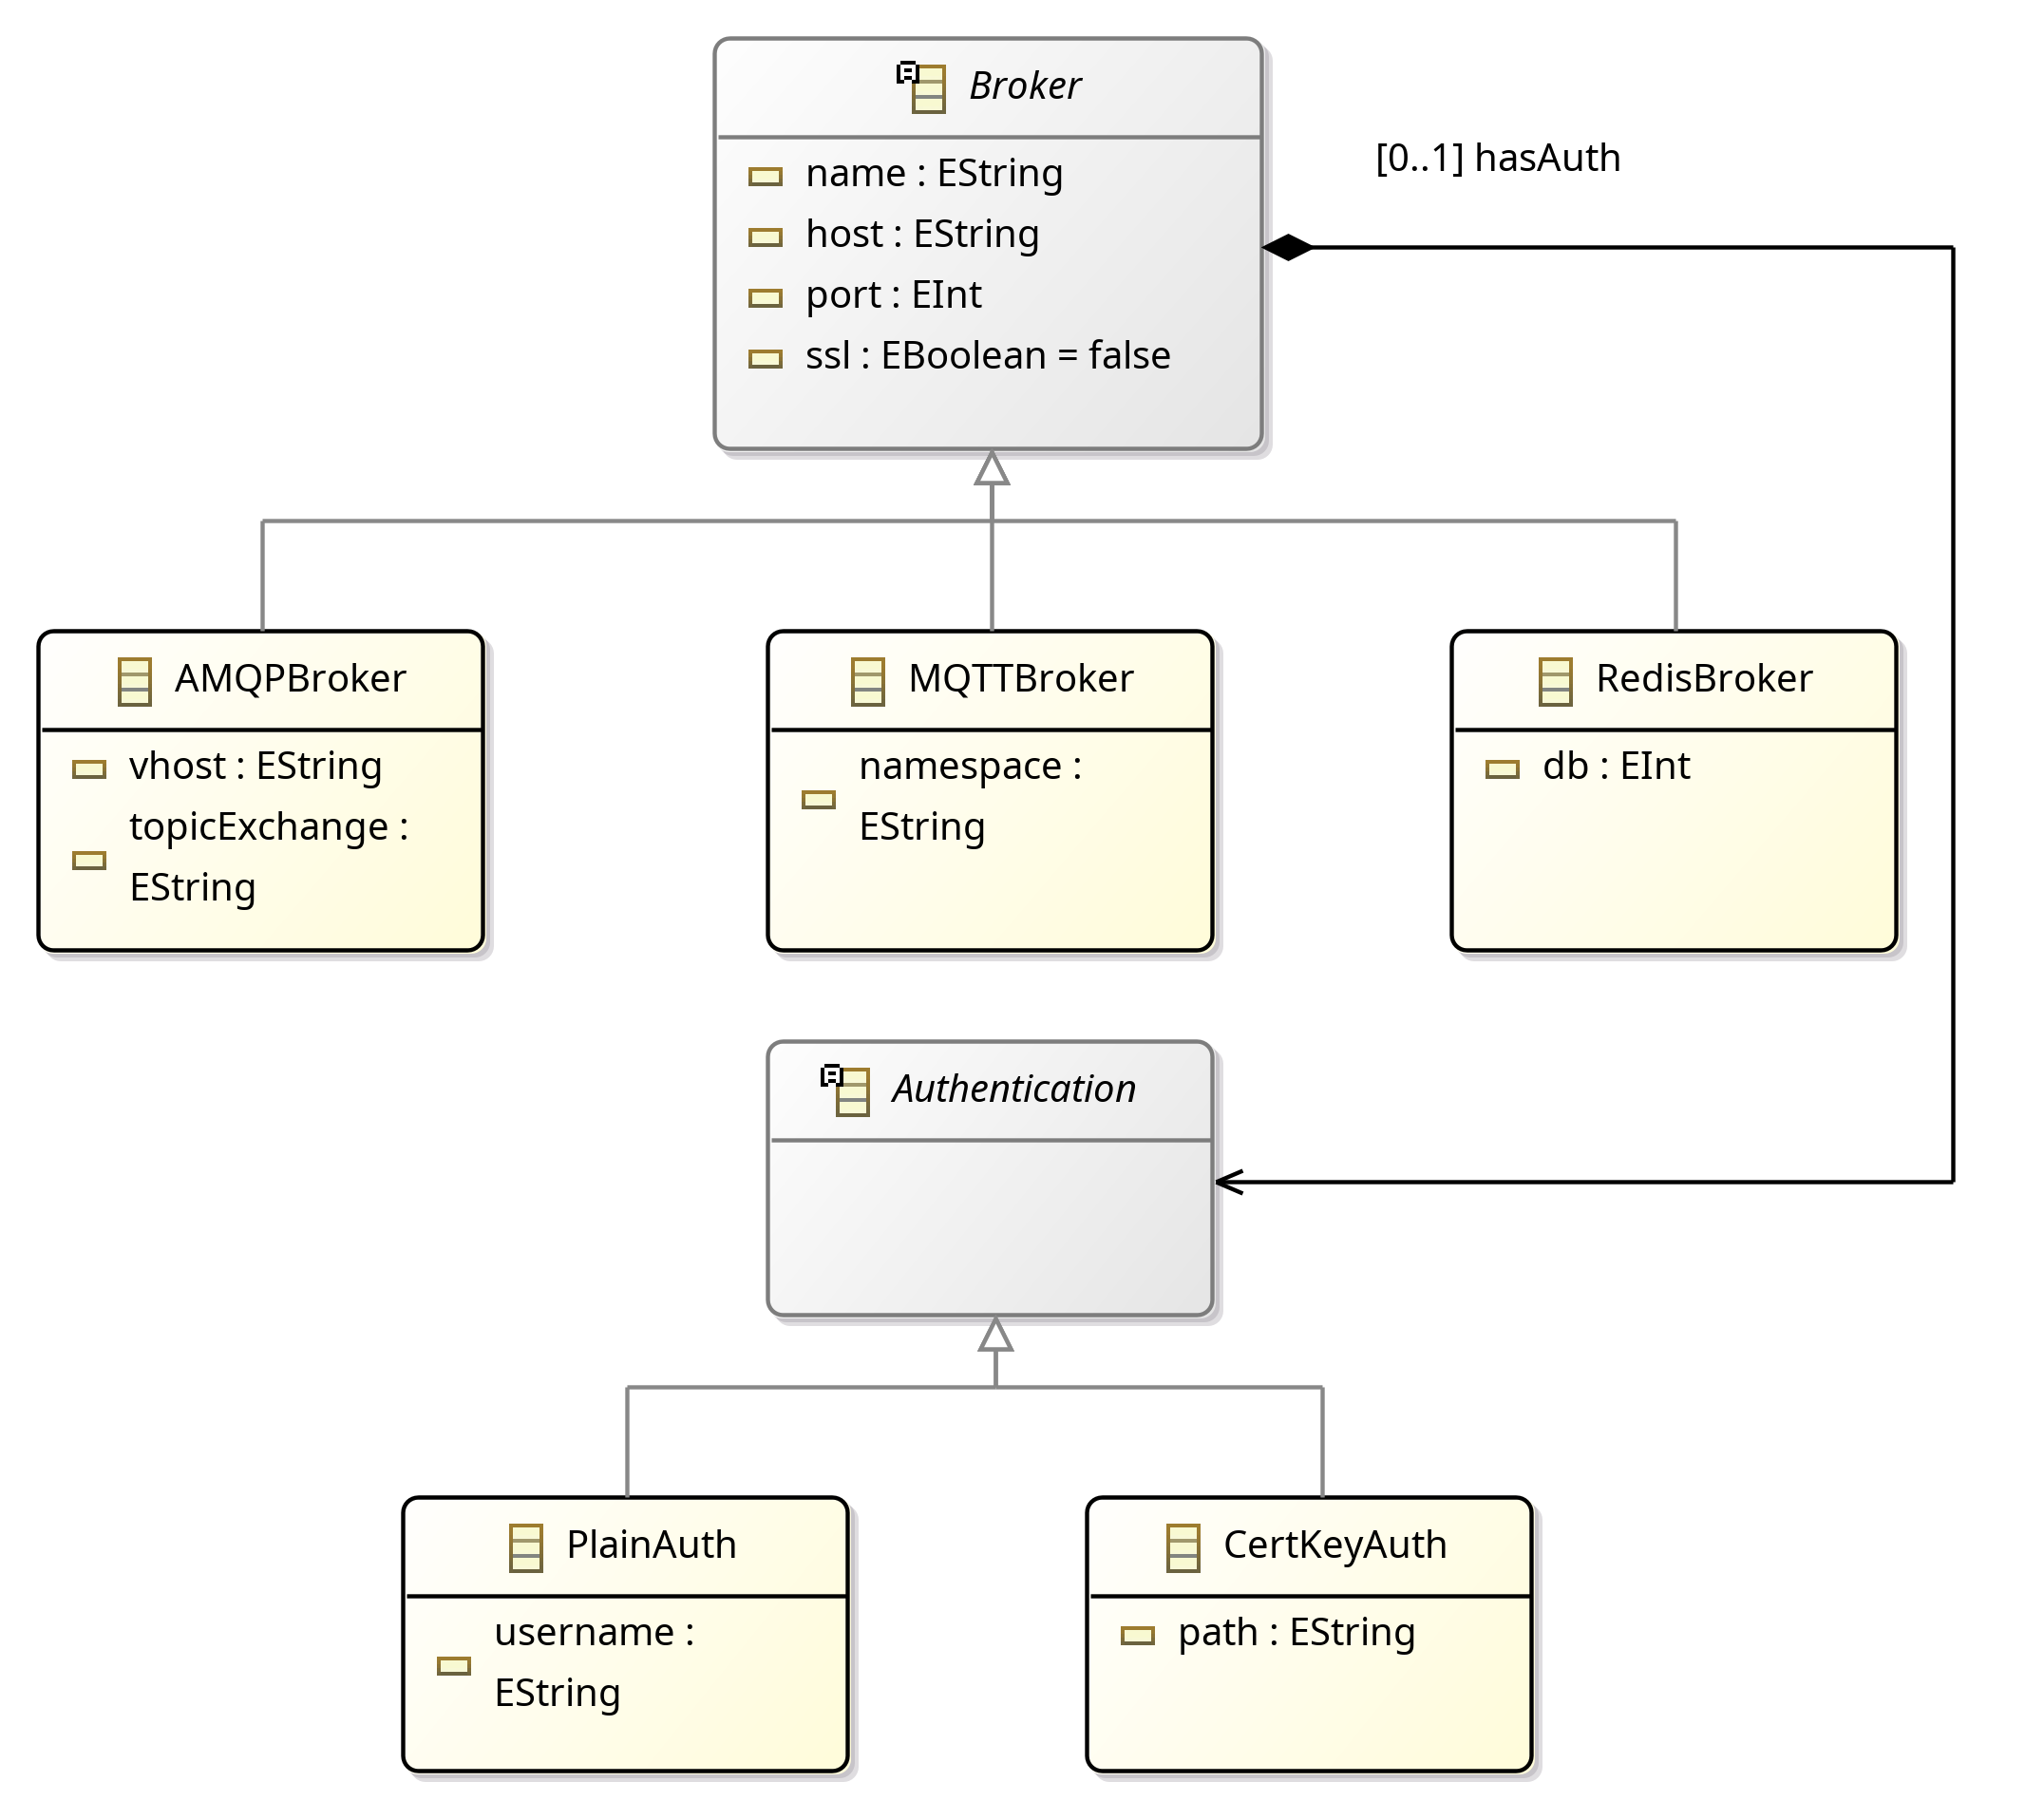 Broker
name : EString
host : EString
port : EInt
ssl : EBoolean = false
[0..1] hasAuth
AMQPBroker
vhost : EString
topicExchange :
EString
MQTTBroker
namespace :
EString
RedisBroker
db : EInt
Authentication
PlainAuth
username :
EString
CertKeyAuth
path : EString